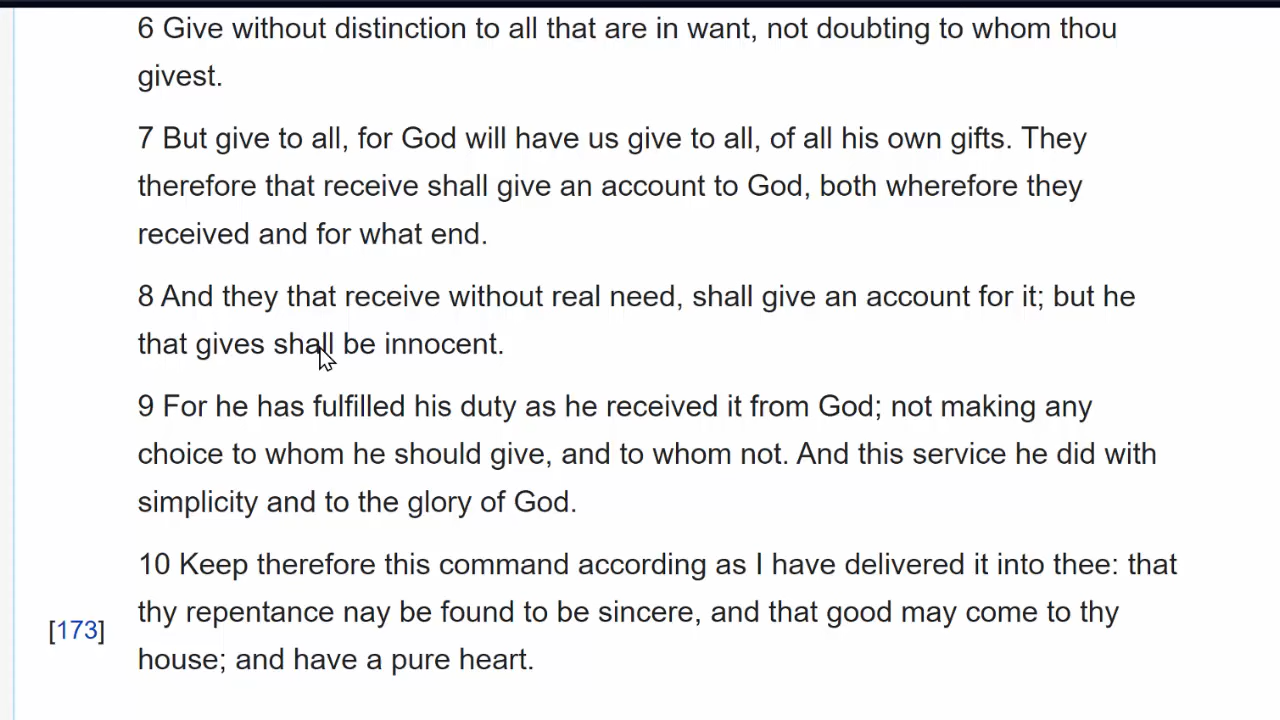 6 Give without distinction to all that are in want, not doubting to whom thou
givest.
7 But give to all, for God will have us give to all, of all his own gifts. They
therefore that receive shall give an account to God, both wherefore they
received and for what end.
8 And they that receive without real need, shall give an account for it; but he
that gives shall be innocent.
9 For he has fulfilled his duty as he received it from God; not making any
choice to whom he should give, and to whom not. And this service he did with
simplicity and to the glory of God.
10 Keep therefore this command according as I have delivered it into thee: that
thy repentance nay be found to be sincere, and that good may come to thy
[173]
house; and have a pure heart.